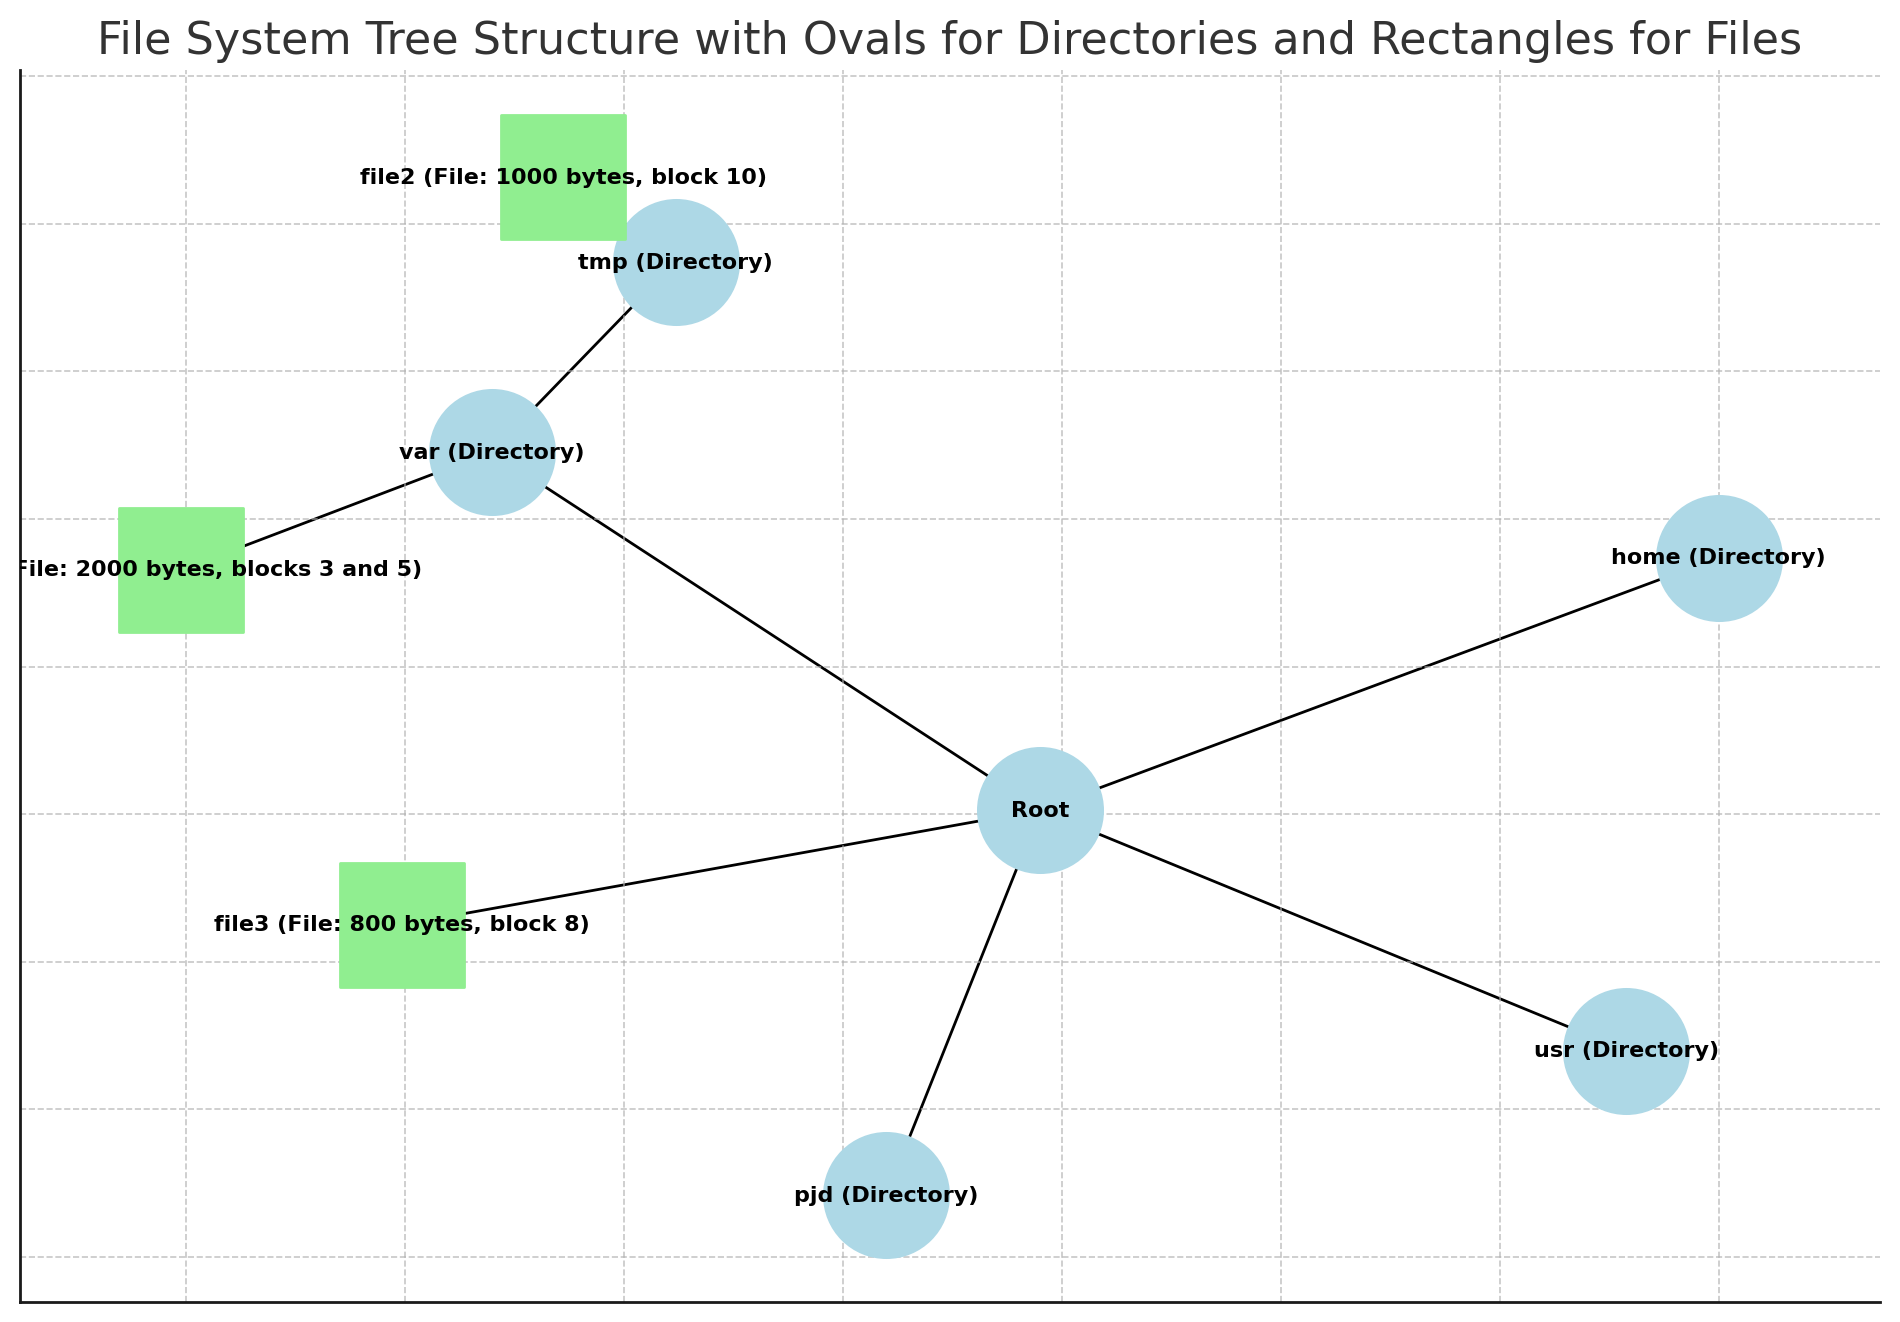 File System Tree Structure with Ovals for Directories and Rectangles for Files
file2 (File: 1000 bytes, block 10)
tmp (Directory)
var (Directory)
File: 2000 bytes, blocks 3 and 5)
home (Directory)
Root
file3 (File: 800 bytes, block 8)
usr (Directory)
pjd (Directory)